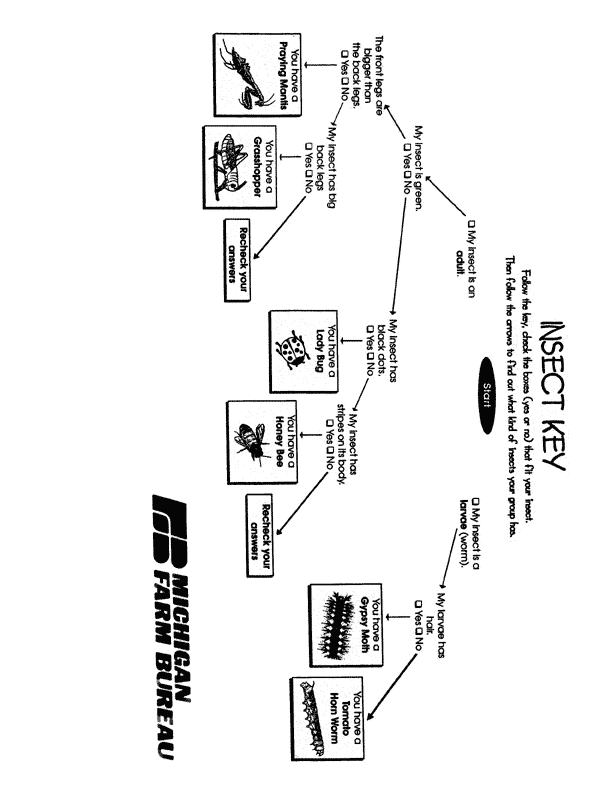 INSECT KEY
Follow the key, check the boxes (yes or no) that fit your insect.
Then follow the arrows to find out what kind of insects your group has.
Start
☐ My insect is an
adult.
☐ My insect is a
larvae (worm).
My insect is green.
☐ Yes ☐ No
The front legs are
bigger than
the back legs.
☐ Yes ☐ No
You have a
Praying Mantis
My insect has big
back legs
☐ Yes ☐ No
You have a
Grasshopper
Recheck your
answers
My insect has
black dots.
☐ Yes ☐ No
You have a
Lady Bug
My insect has
stripes on its body.
☐ Yes ☐ No
You have a
Honey Bee
Recheck your
answers
My larvae has
hair.
☐ Yes ☐ No
You have a
Gypsy Moth
You have a
Tomato
Horn Worm
MICHIGAN
FARM BUREAU